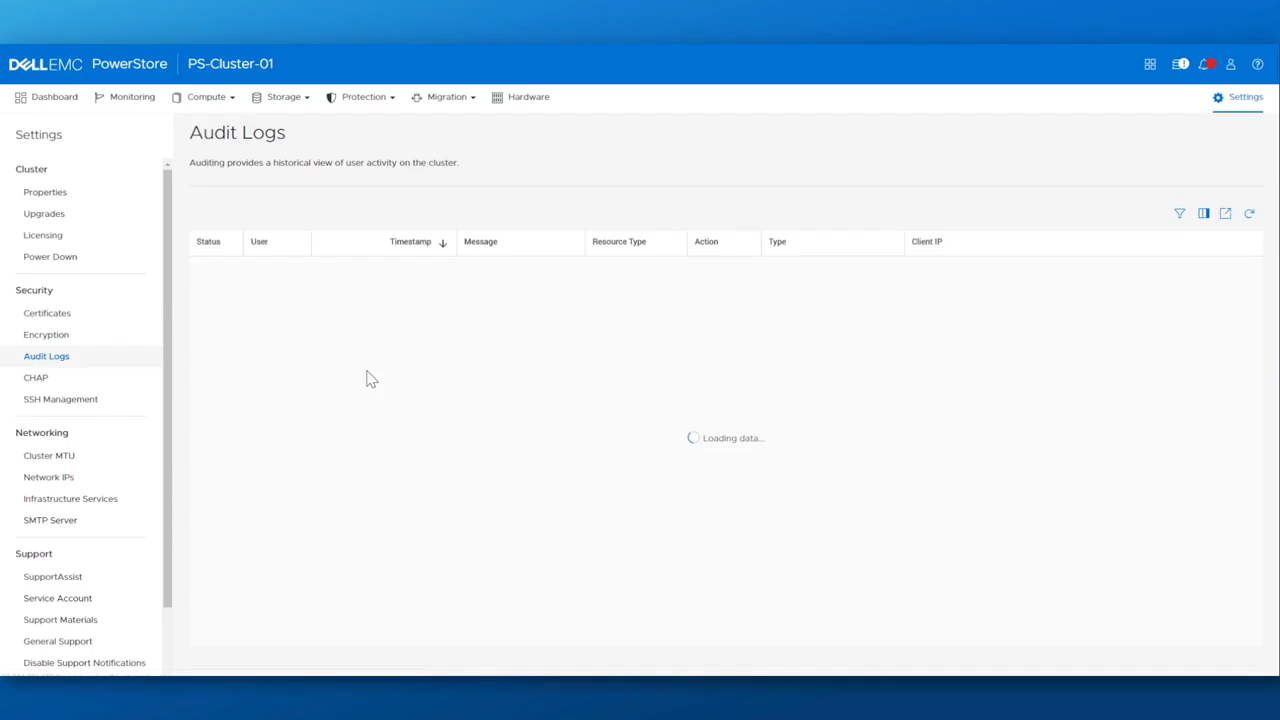 DELLEMC PowerStore PS-Cluster-01
Dashboard Monitoring Compute Storage Protection Migration Hardware Settings
Settings
Cluster
Properties
Upgrades
Licensing
Power Down
Security
Certificates
Encryption
Audit Logs
CHAP
SSH Management
Networking
Cluster MTU
Network IPs
Infrastructure Services
SMTP Server
Support
SupportAssist
Service Account
Support Materials
General Support
Disable Support Notifications
Audit Logs
Auditing provides a historical view of user activity on the cluster.
Status User Timestamp Message Resource Type Action Type Client IP
Loading data...